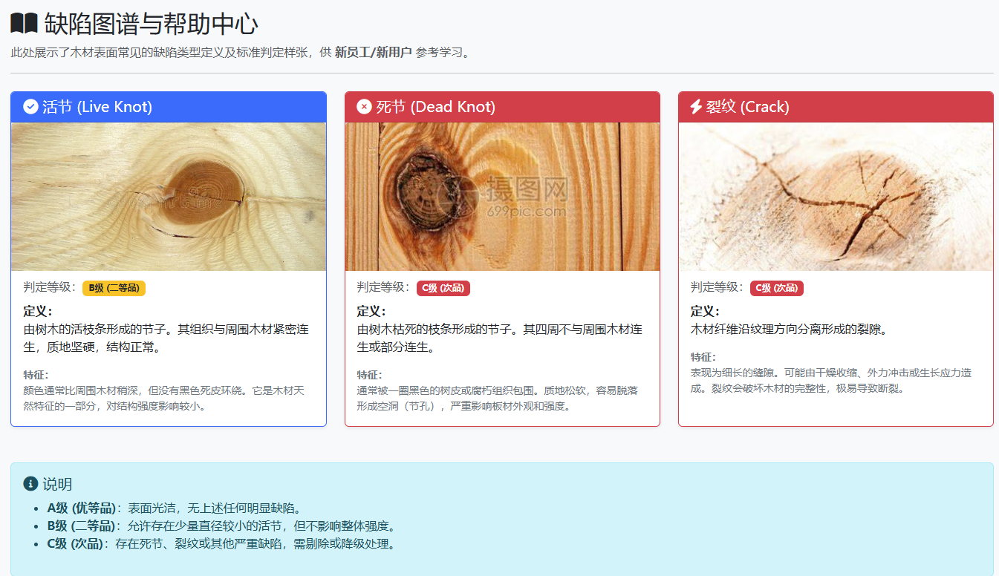 缺陷图谱与帮助中心
此处展示了木材表面常见的缺陷类型定义及标准判定样张，供 新员工/新用户 参考学习。
活节 (Live Knot)
判定等级： B级 (二等品)
定义：
由树木的活枝条形成的节子。其组织与周围木材紧密连
生，质地坚硬，结构正常。
特征：
颜色通常比周围木材稍深，但没有黑色死皮环绕。它是木材天
然特征的一部分，对结构强度影响较小。
死节 (Dead Knot)
摄图网
699pic.com
判定等级： C级 (次品)
定义：
由树木枯死的枝条形成的节子。其四周不与周围木材连
生或部分连生。
特征：
通常被一圈黑色的树皮或腐朽组织包围。质地松软，容易脱落
形成空洞（节孔），严重影响板材外观和强度。
裂纹 (Crack)
判定等级： C级 (次品)
定义：
木材纤维沿纹理方向分离形成的裂隙。
特征：
表现为细长的缝隙。可能由干燥收缩、外力冲击或生长应力造
成。裂纹会破坏木材的完整性，极易导致断裂。
说明
A级 (优等品)：表面光洁，无上述任何明显缺陷。
B级 (二等品)：允许存在少量直径较小的活节，但不影响整体强度。
C级 (次品)：存在死节、裂纹或其他严重缺陷，需剔除或降级处理。